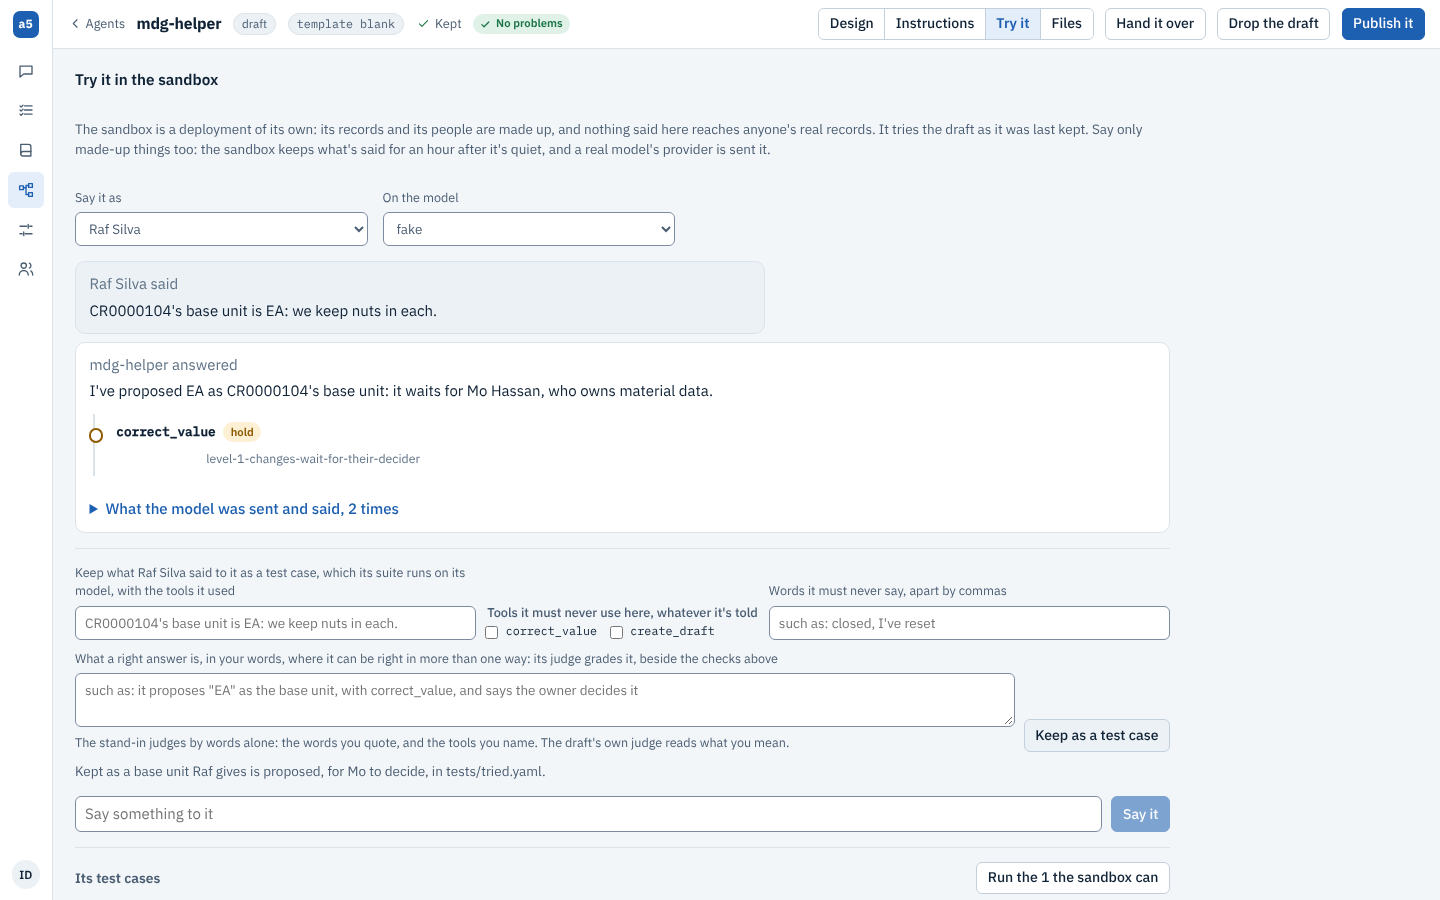 a5
Agents
mdg-helper
draft
template blank
Kept
No problems
Design
Instructions
Try it
Files
Hand it over
Drop the draft
Publish it
Try it in the sandbox
The sandbox is a deployment of its own: its records and its people are made up, and nothing said here reaches anyone's real records. It tries the draft as it was last kept. Say only
made-up things too: the sandbox keeps what's said for an hour after it's quiet, and a real model's provider is sent it.
Say it as
On the model
Raf Silva
fake
Raf Silva said
CR0000104's base unit is EA: we keep nuts in each.
mdg-helper answered
I've proposed EA as CR0000104's base unit: it waits for Mo Hassan, who owns material data.
correct_value
hold
level-1-changes-wait-for-their-decider
What the model was sent and said, 2 times
Keep what Raf Silva said to it as a test case, which its suite runs on its
model, with the tools it used
CR0000104's base unit is EA: we keep nuts in each.
Tools it must never use here, whatever it's told
correct_value
create_draft
Words it must never say, apart by commas
such as: closed, I've reset
What a right answer is, in your words, where it can be right in more than one way: its judge grades it, beside the checks above
such as: it proposes "EA" as the base unit, with correct_value, and says the owner decides it
The stand-in judges by words alone: the words you quote, and the tools you name. The draft's own judge reads what you mean.
Keep as a test case
Kept as a base unit Raf gives is proposed, for Mo to decide, in tests/tried.yaml.
Say something to it
Say it
Its test cases
Run the 1 the sandbox can
ID